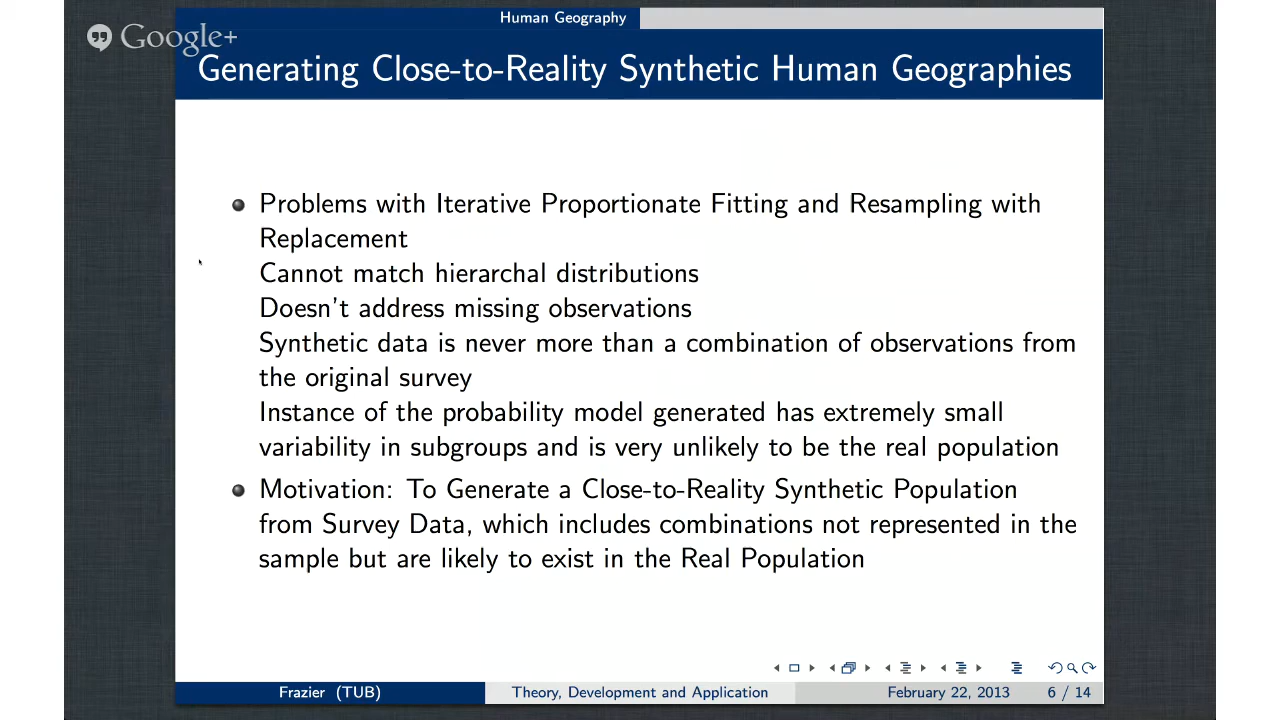 Human Geography
Google+
Generating Close-to-Reality Synthetic Human Geographies
Problems with Iterative Proportionate Fitting and Resampling with
Replacement
Cannot match hierarchal distributions
Doesn't address missing observations
Synthetic data is never more than a combination of observations from
the original survey
Instance of the probability model generated has extremely small
variability in subgroups and is very unlikely to be the real population
Motivation: To Generate a Close-to-Reality Synthetic Population
from Survey Data, which includes combinations not represented in the
sample but are likely to exist in the Real Population
Frazier (TUB) Theory, Development and Application February 22, 2013 6 / 14